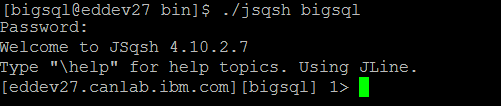 [bigsql@eddev27 bin]$ ./jsqsh bigsql
Password:
Welcome to JSqsh 4.10.2.7
Type "\help" for help topics. Using JLine.
[eddev27.canlab.ibm.com][bigsql] 1>